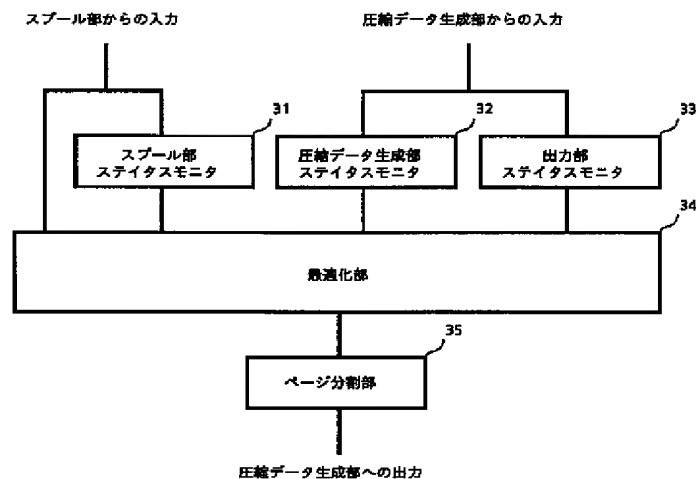 スプール部からの入力
圧縮データ生成部からの入力
31
スプール部
ステイタスモニタ
32
圧縮データ生成部
ステイタスモニタ
33
出力部
ステイタスモニタ
34
最適化部
35
ページ分割部
圧縮データ生成部への出力